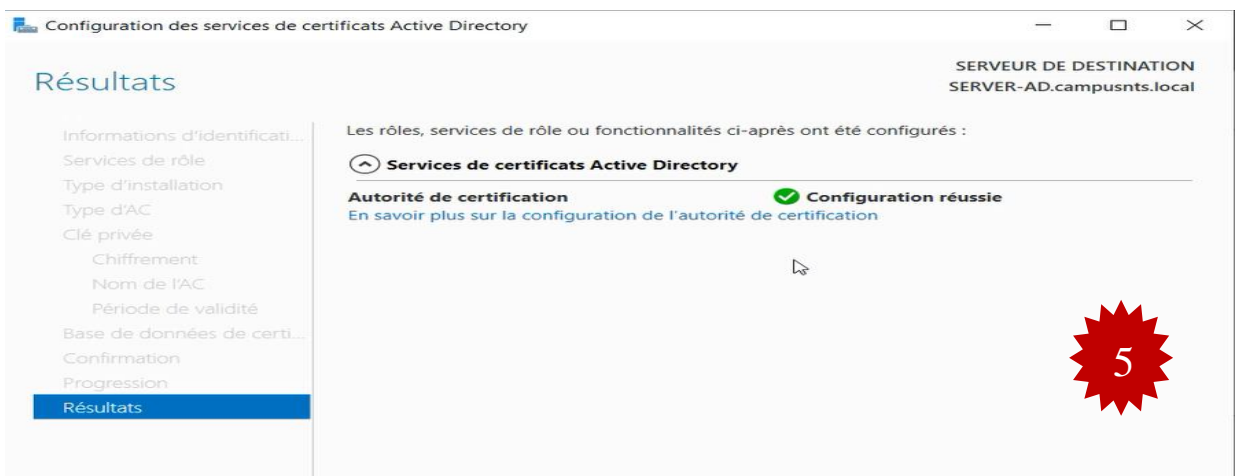 Configuration des services de certificats Active Directory
Résultats
SERVEUR DE DESTINATION
SERVER-AD.campusnts.local
Informations d'identificati...
Services de rôle
Type d'installation
Type d'AC
Clé privée
Chiffrement
Nom de l'AC
Période de validité
Base de données de certi...
Confirmation
Progression
Résultats
Les rôles, services de rôle ou fonctionnalités ci-après ont été configurés :
Services de certificats Active Directory
Autorité de certification Configuration réussie
En savoir plus sur la configuration de l'autorité de certification
5